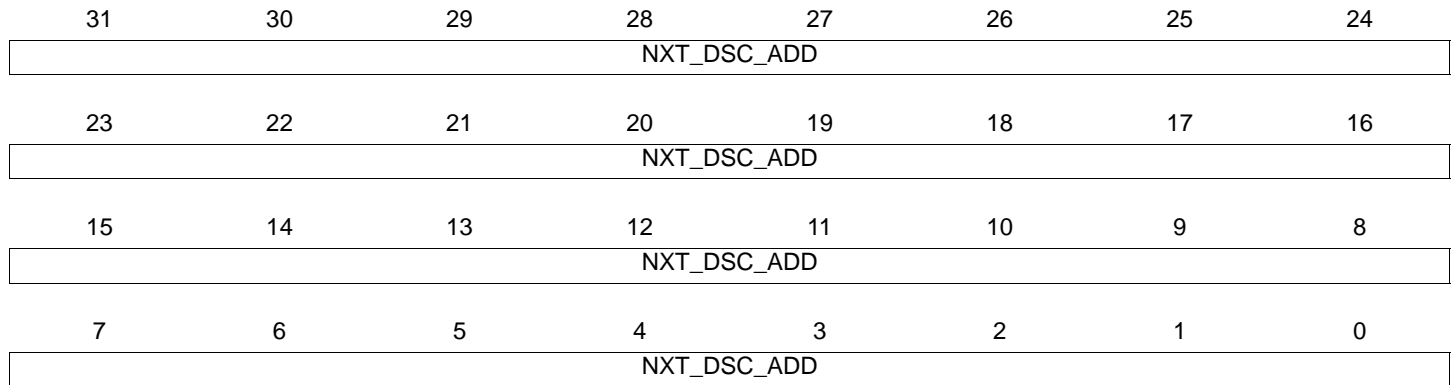 31 30 29 28 27 26 25 24
NXT_DSC_ADD
23 22 21 20 19 18 17 16
NXT_DSC_ADD
15 14 13 12 11 10 9 8
NXT_DSC_ADD
7 6 5 4 3 2 1 0
NXT_DSC_ADD